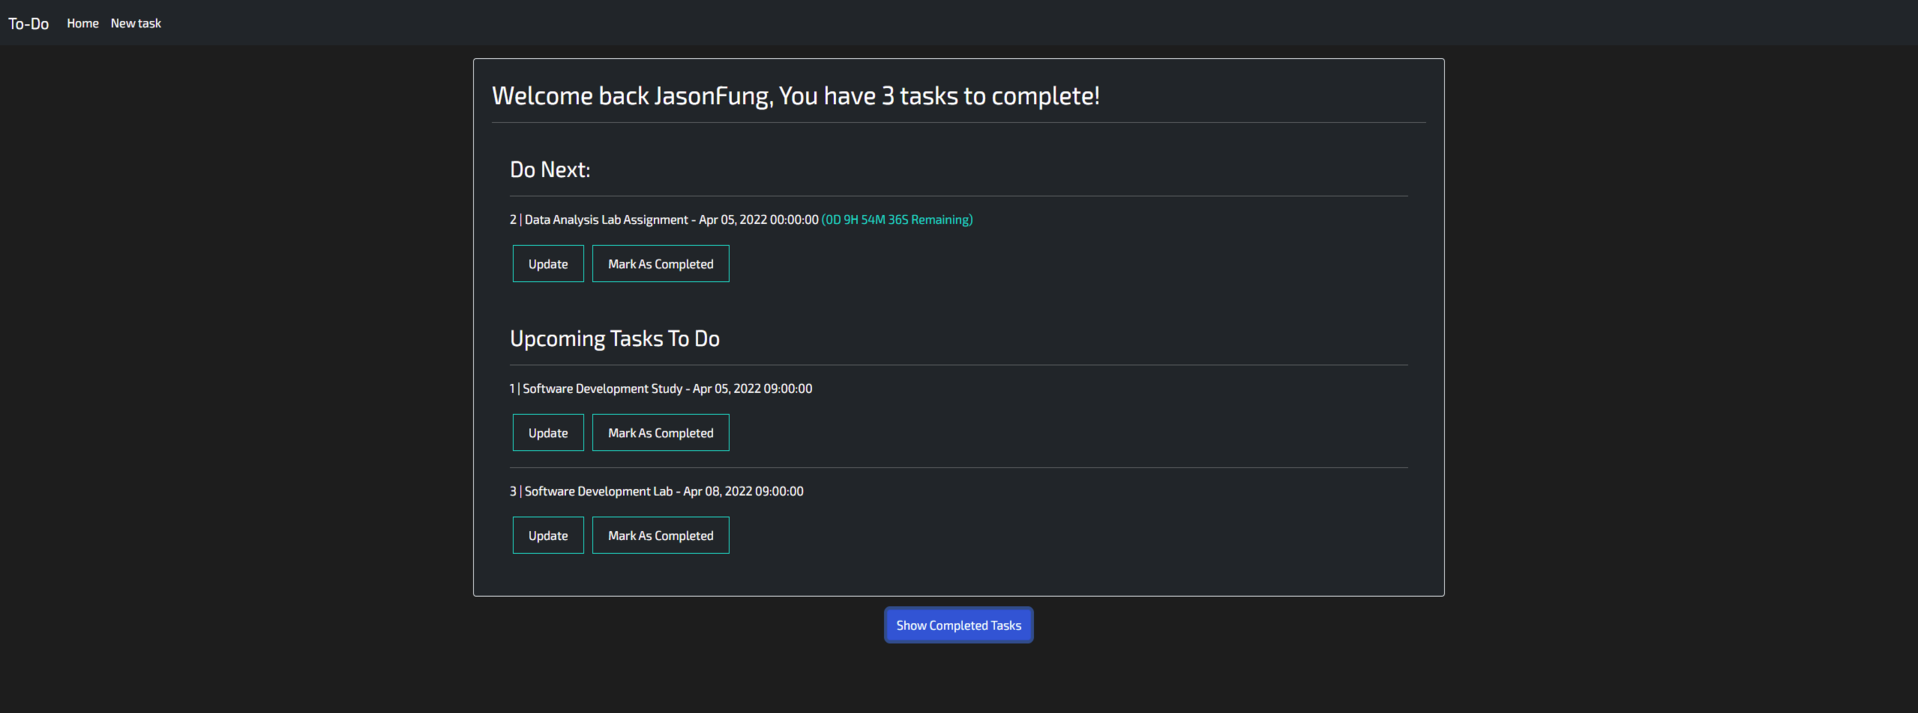 To-Do Home New task
Welcome back JasonFung, You have 3 tasks to complete!
Do Next:
2 | Data Analysis Lab Assignment - Apr 05, 2022 00:00:00 (0D 9H 54M 36S Remaining)
Update Mark As Completed
Upcoming Tasks To Do
1 | Software Development Study - Apr 05, 2022 09:00:00
Update Mark As Completed
3 | Software Development Lab - Apr 08, 2022 09:00:00
Update Mark As Completed
Show Completed Tasks